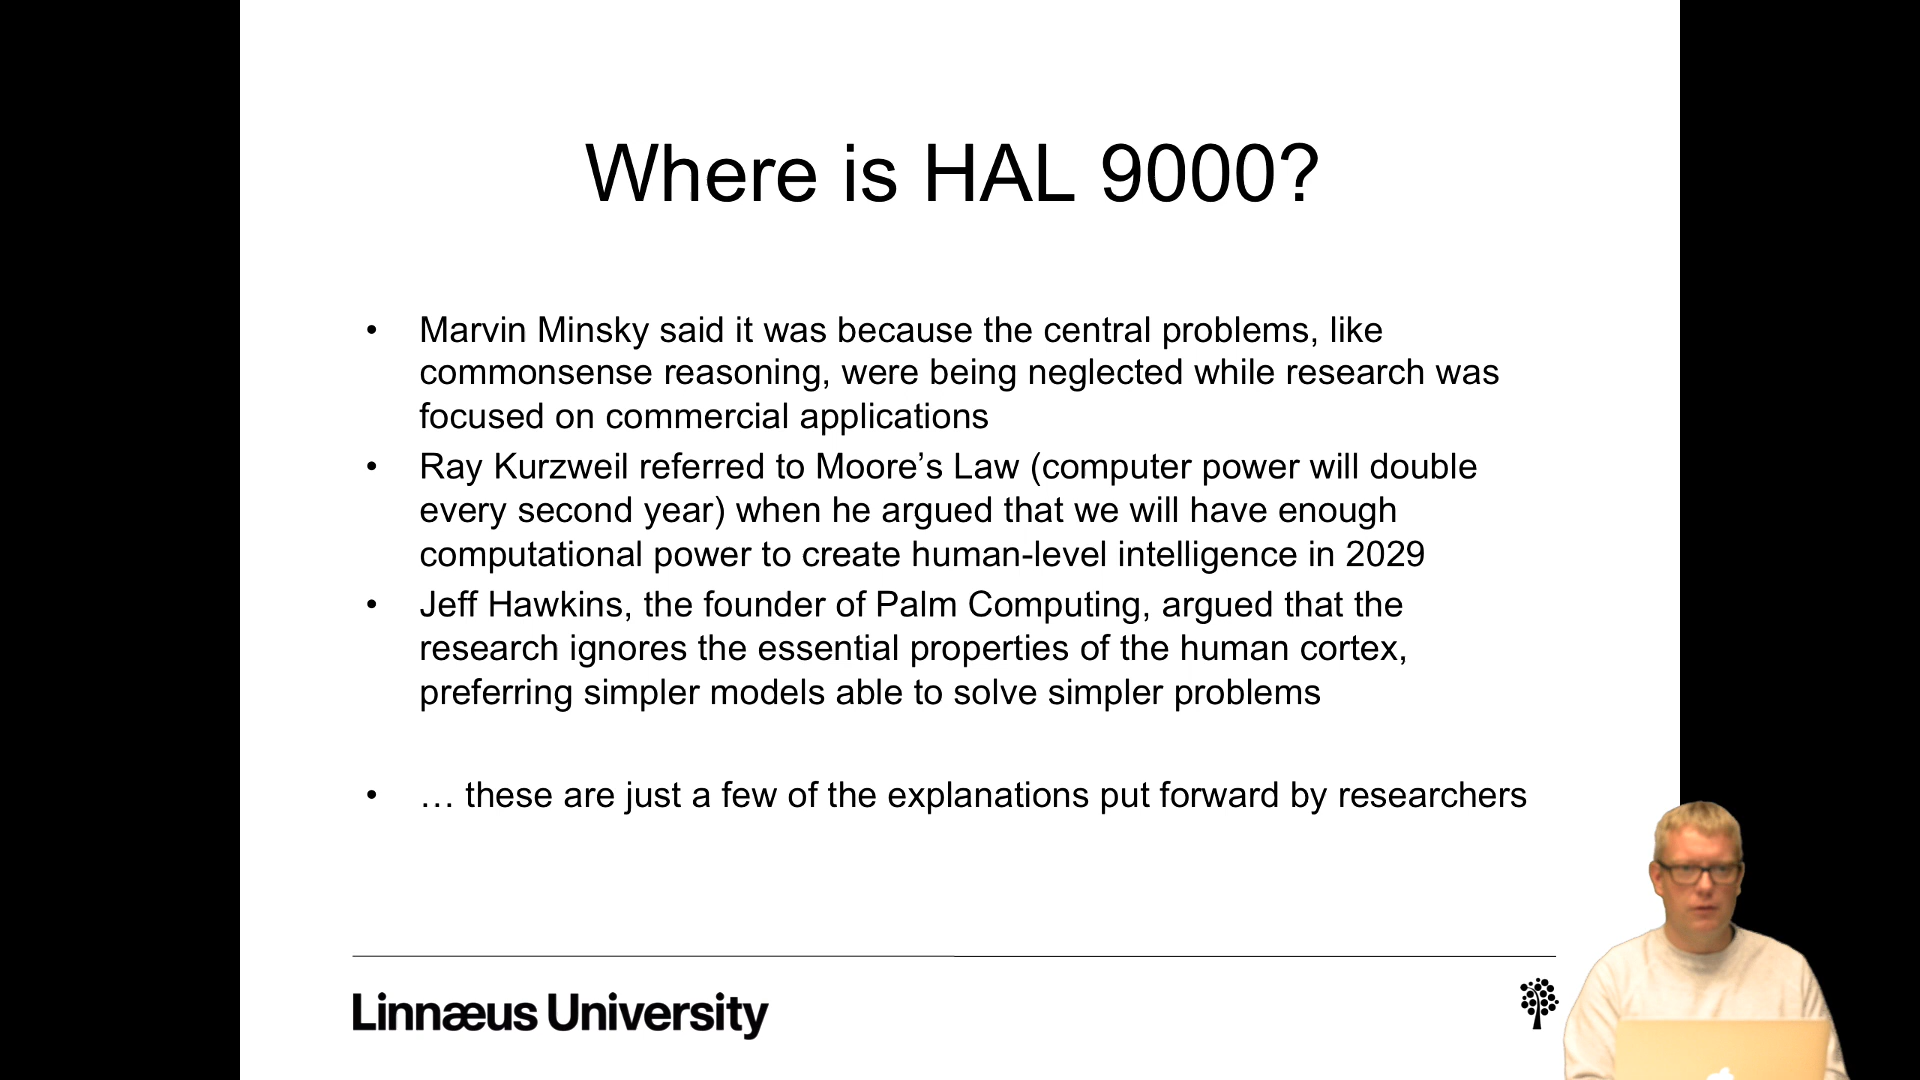 Where is HAL 9000?
• Marvin Minsky said it was because the central problems, like
commonsense reasoning, were being neglected while research was
focused on commercial applications
• Ray Kurzweil referred to Moore’s Law (computer power will double
every second year) when he argued that we will have enough
computational power to create human-level intelligence in 2029
• Jeff Hawkins, the founder of Palm Computing, argued that the
research ignores the essential properties of the human cortex,
preferring simpler models able to solve simpler problems
• … these are just a few of the explanations put forward by researchers
Linnæus University